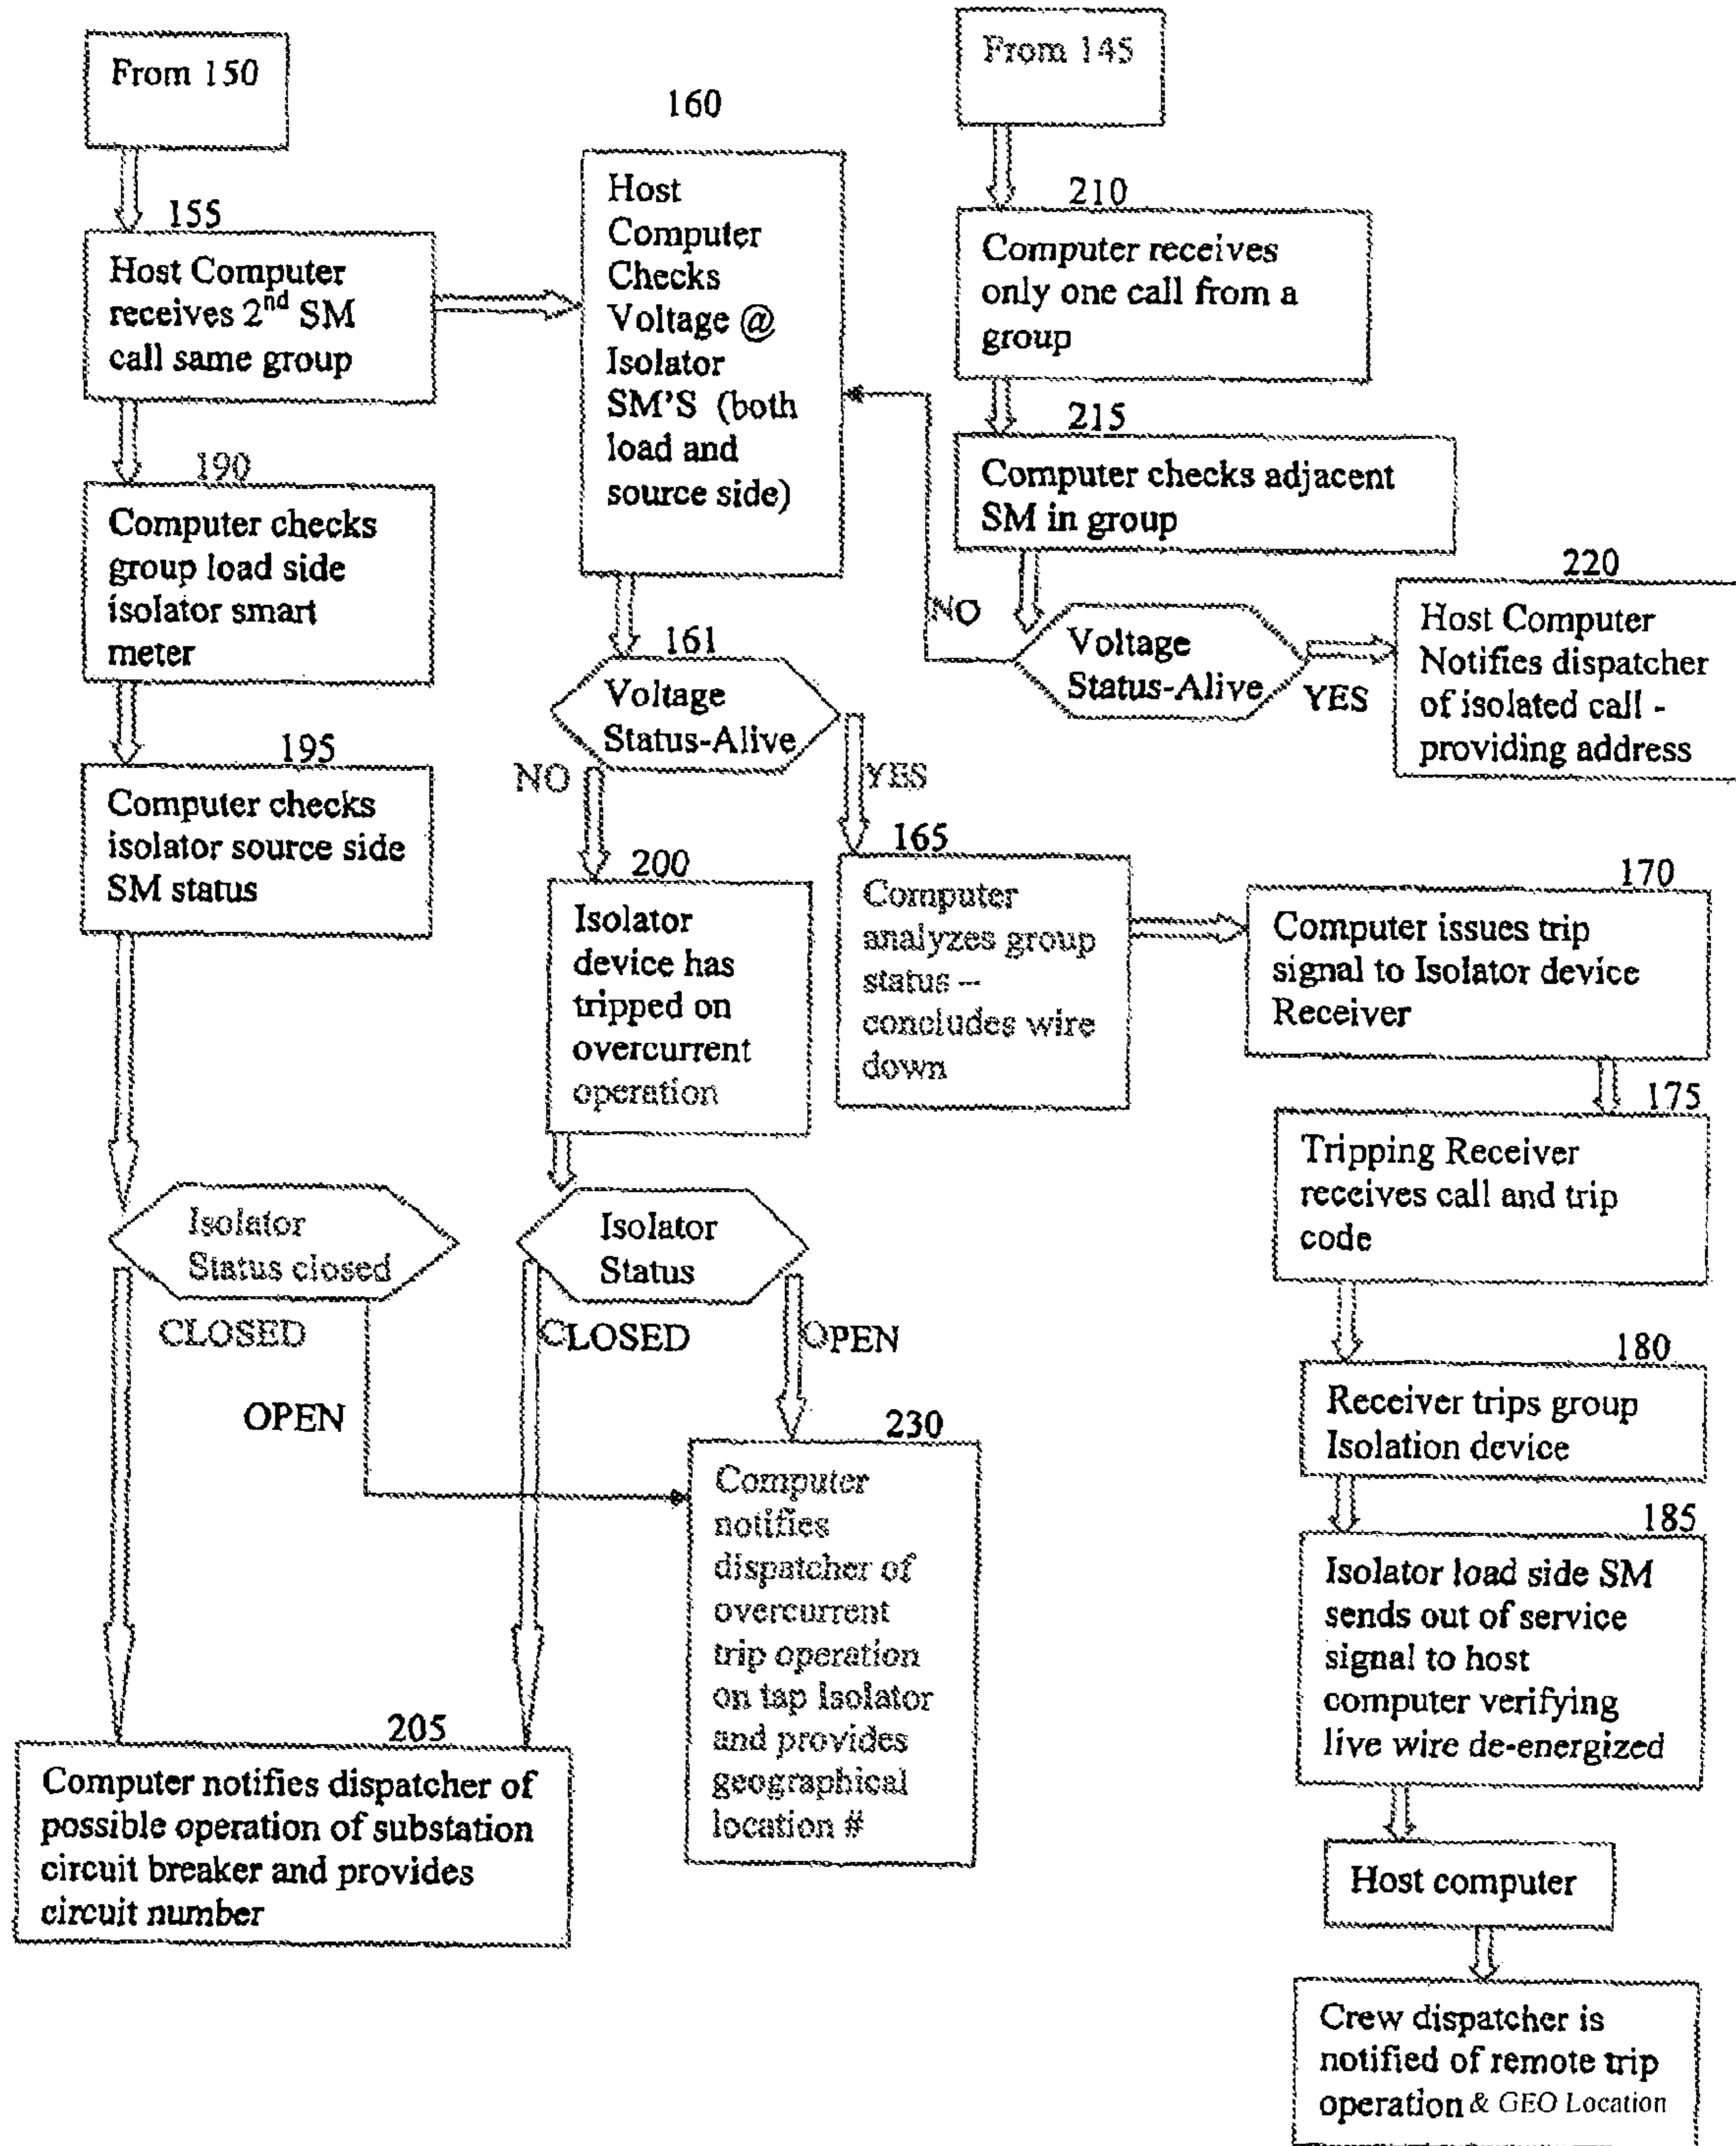 From 150
From 145
160
155
Host Computer
receives 2nd SM
call same group
Host
Computer
Checks
Voltage @
Isolator
SM'S (both
load and
source side)
210
Computer receives
only one call from a
group
215
Computer checks adjacent
SM in group
190
Computer checks
group load side
isolator smart
meter
NO
Voltage
Status-Alive
YES
220
Host Computer
Notifies dispatcher
of isolated call -
providing address
161
Voltage
Status-Alive
NO
YES
195
Computer checks
isolator source side
SM status
200
Isolator
device has
tripped on
overcurrent
operation
165
Computer
analyzes group
status --
concludes wire
down
170
Computer issues trip
signal to Isolator device
Receiver
175
Tripping Receiver
receives call and trip
code
Isolator
Status closed
CLOSED
OPEN
Isolator
Status
CLOSED
OPEN
180
Receiver trips group
Isolation device
230
Computer
notifies
dispatcher of
overcurrent
trip operation
on tap Isolator
and provides
geographical
location #
185
Isolator load side SM
sends out of service
signal to host
computer verifying
live wire de-energized
205
Computer notifies dispatcher of
possible operation of substation
circuit breaker and provides
circuit number
Host computer
Crew dispatcher is
notified of remote trip
operation & GEO Location